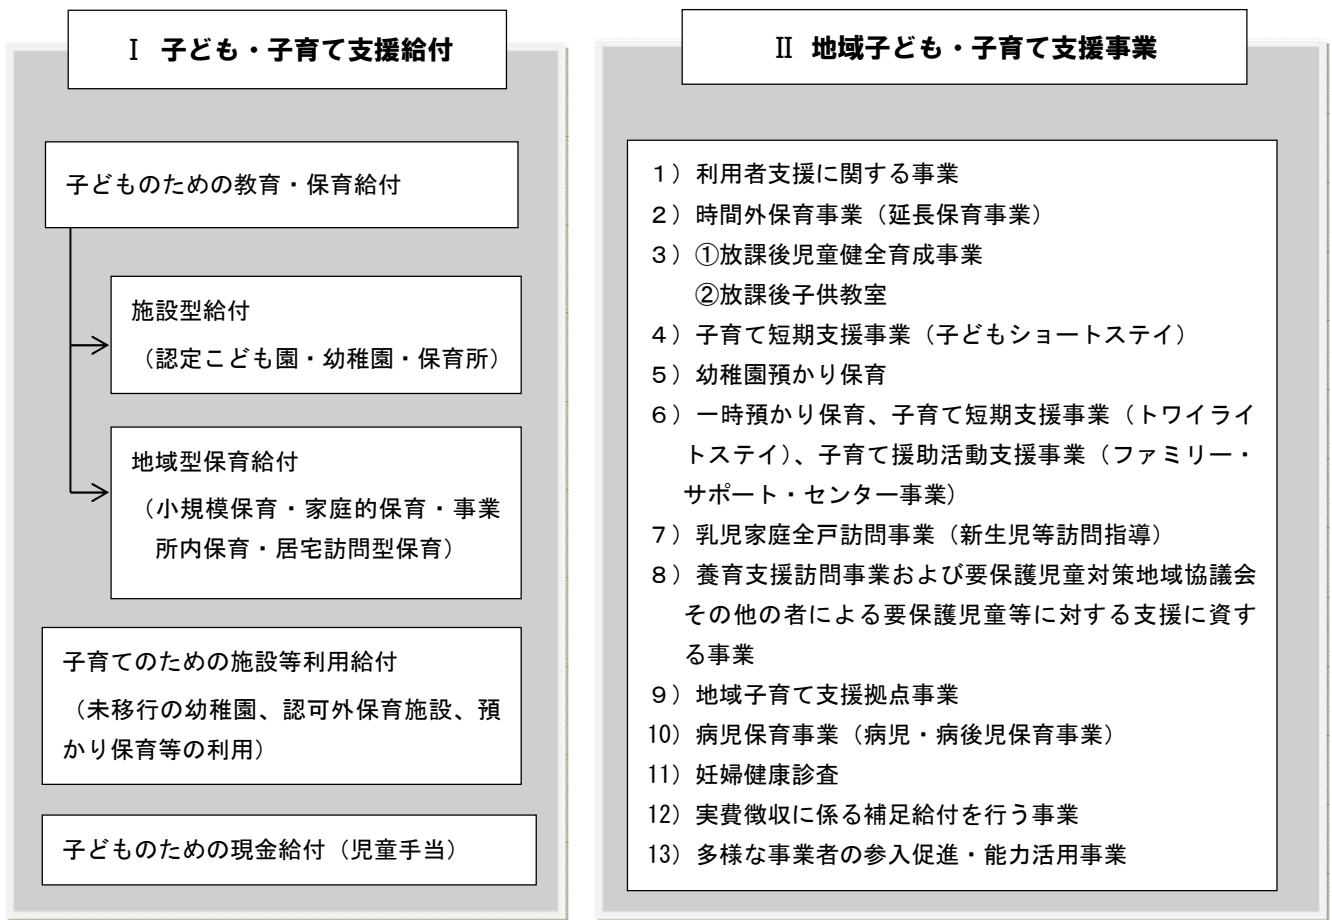 Ⅰ 子ども・子育て支援給付
子どものための教育・保育給付
施設型給付
（認定こども園・幼稚園・保育所）
地域型保育給付
（小規模保育・家庭的保育・事業
所内保育・居宅訪問型保育）
子育てのための施設等利用給付
（未移行の幼稚園、認可外保育施設、預
かり保育等の利用）
子どものための現金給付（児童手当）
Ⅱ 地域子ども・子育て支援事業
１）利用者支援に関する事業
２）時間外保育事業（延長保育事業）
３）①放課後児童健全育成事業
②放課後子供教室
４）子育て短期支援事業（子どもショートステイ）
５）幼稚園預かり保育
６）一時預かり保育、子育て短期支援事業（トワイライ
トステイ）、子育て援助活動支援事業（ファミリー・
サポート・センター事業）
７）乳児家庭全戸訪問事業（新生児等訪問指導）
８）養育支援訪問事業および要保護児童対策地域協議会
その他の者による要保護児童等に対する支援に資す
る事業
９）地域子育て支援拠点事業
10）病児保育事業（病児・病後児保育事業）
11）妊婦健康診査
12）実費徴収に係る補足給付を行う事業
13）多様な事業者の参入促進・能力活用事業